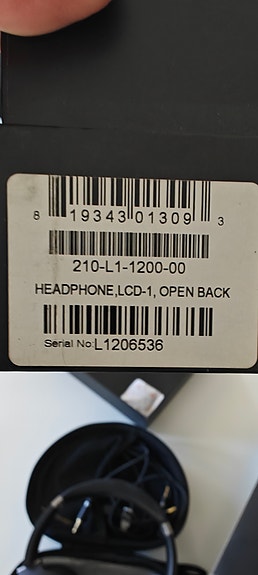 8 19343 01309 3
210-L1-1200-00
HEADPHONE,LCD-1, OPEN BACK
Serial No:L1206536